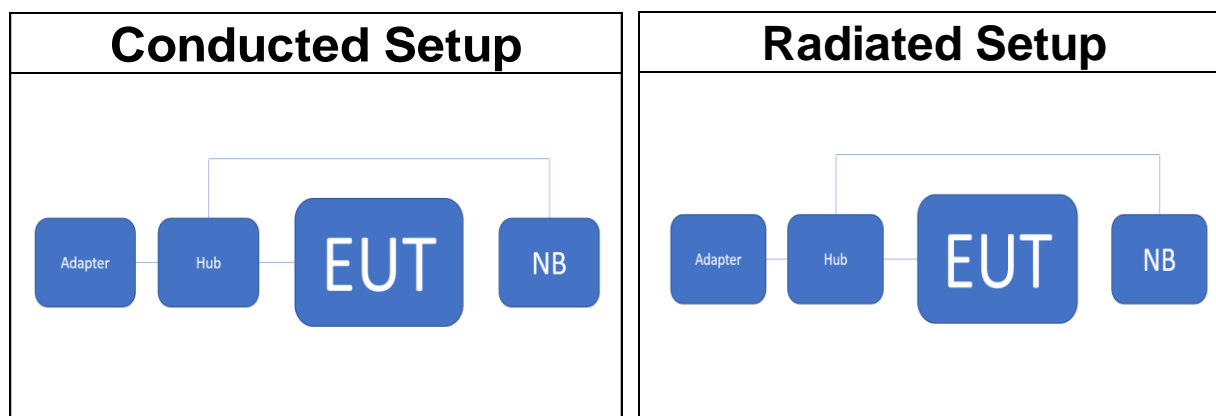 Conducted Setup
Adapter
Hub
EUT
NB
Radiated Setup
Adapter
Hub
EUT
NB